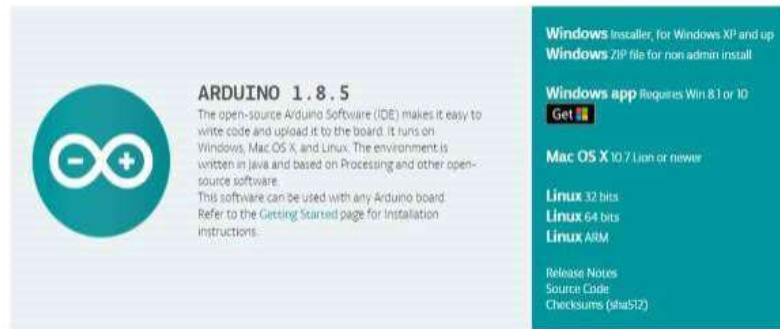 ARDUINO 1.8.5
The open-source Arduino Software (IDE) makes it easy to
write code and upload it to the board. It runs on
Windows, Mac OS X, and Linux. The environment is
written in Java and based on Processing and other open-
source software.
This software can be used with any Arduino board.
Refer to the Getting Started page for Installation
instructions.
Windows Installer, for Windows XP and up
Windows ZIP file for non admin install
Windows app Requires Win 8.1 or 10
Get
Mac OS X 10.7 Lion or newer
Linux 32 bits
Linux 64 bits
Linux ARM
Release Notes
Source Code
Checksums (sha512)